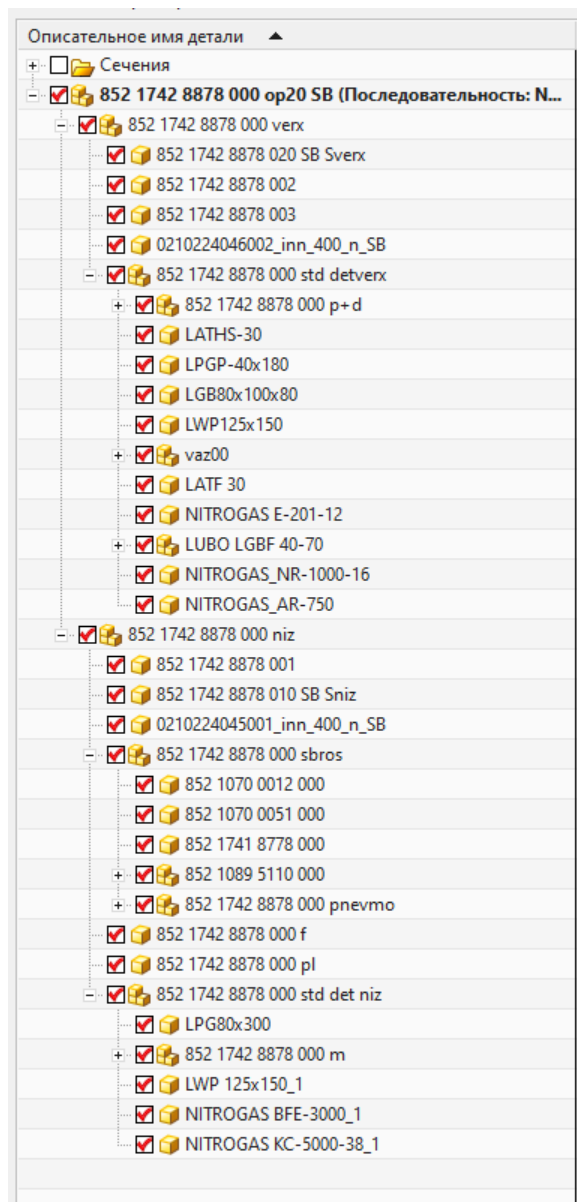 Описательное имя детали
Сечения
852 1742 8878 000 op20 SB (Последовательность: N...
852 1742 8878 000 verx
852 1742 8878 020 SB Sverx
852 1742 8878 002
852 1742 8878 003
0210224046002_inn_400_n_SB
852 1742 8878 000 std detverx
852 1742 8878 000 p+d
LATHS-30
LPGP-40x180
LGB80x100x80
LWP125x150
vaz00
LATF 30
NITROGAS E-201-12
LUBO LGBF 40-70
NITROGAS_NR-1000-16
NITROGAS_AR-750
852 1742 8878 000 niz
852 1742 8878 001
852 1742 8878 010 SB Sniz
0210224045001_inn_400_n_SB
852 1742 8878 000 sbros
852 1070 0012 000
852 1070 0051 000
852 1741 8778 000
852 1089 5110 000
852 1742 8878 000 pnevmo
852 1742 8878 000 f
852 1742 8878 000 pl
852 1742 8878 000 std det niz
LPG80x300
852 1742 8878 000 m
LWP 125x150_1
NITROGAS BFE-3000_1
NITROGAS KC-5000-38_1